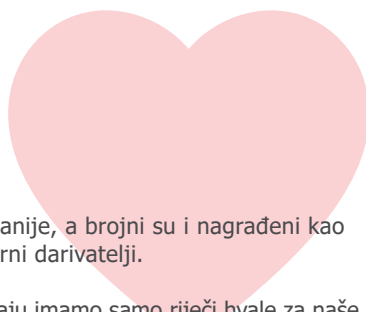 anije, a brojni su i nagrađeni kao
rni darivatelji.
aju imamo samo riječi hvale za naše